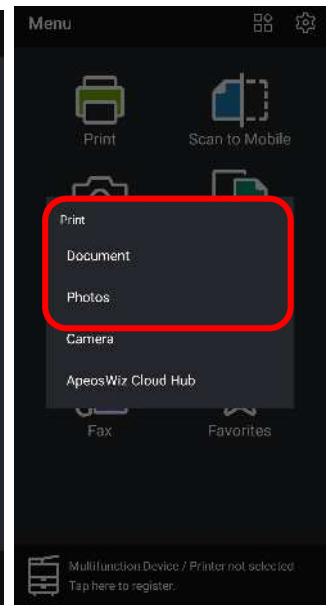 Menu
Print
Scan to Mobile
Print
Document
Photos
Camera
ApeosWiz Cloud Hub
Fax
Favorites
Multifunction Device / Printer not selected
Tap here to register.